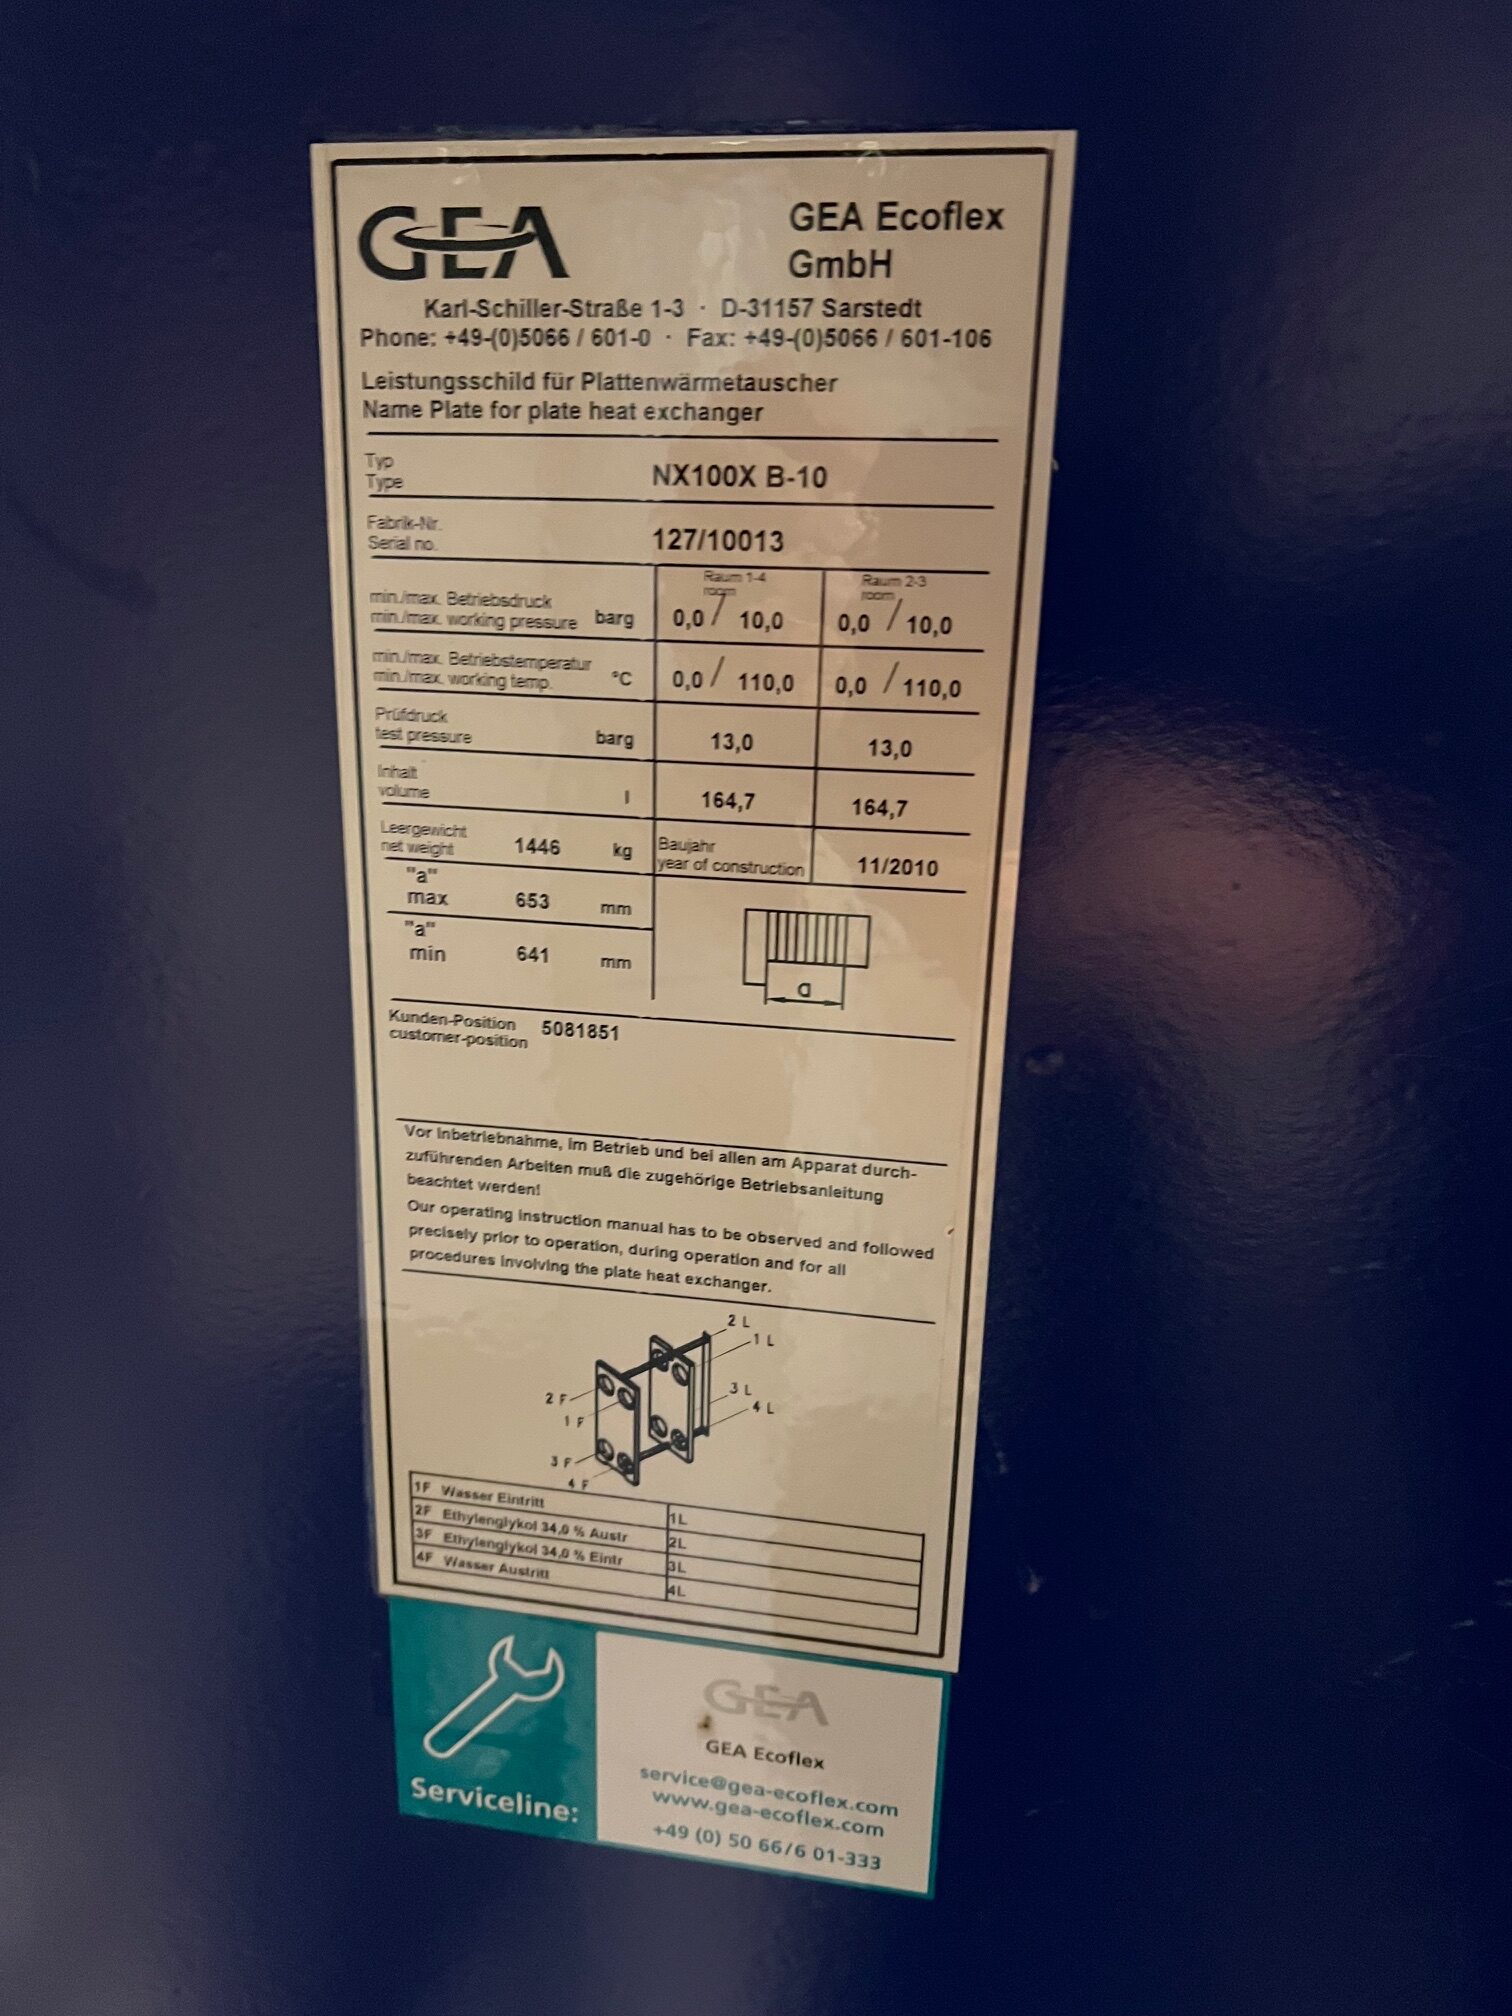 GEA
GEA Ecoflex
GmbH
Karl-Schiller-Straße 1-3 · D-31157 Sarstedt
Phone: +49-(0)5066 / 601-0 · Fax: +49-(0)5066 / 601-106
Leistungsschild für Plattenwärmetauscher
Name Plate for plate heat exchanger
Typ
Type
NX100X B-10
Fabrik-Nr.
Serial no.
127/10013
Raum 1-4
room
Raum 2-3
room
min./max. Betriebsdruck
min./max. working pressure barg 0,0 / 10,0 0,0 / 10,0
min./max. Betriebstemperatur
min./max. working temp. °C 0,0 / 110,0 0,0 / 110,0
Prüfdruck
test pressure barg 13,0 13,0
Inhalt
volume l 164,7 164,7
Leergewicht
net weight 1446 kg
Baujahr
year of construction 11/2010
"a"
max 653 mm
"a"
min 641 mm
a
Kunden-Position
customer-position
5081851
Vor Inbetriebnahme, im Betrieb und bei allen am Apparat durch-
zuführenden Arbeiten muß die zugehörige Betriebsanleitung
beachtet werden!
Our operating instruction manual has to be observed and followed
precisely prior to operation, during operation and for all
procedures involving the plate heat exchanger.
2 L
1 L
3 L
4 L
2 F
1 F
3 F
4 F
1F Wasser Eintritt 1L
2F Ethylenglykol 34,0 % Austr 2L
3F Ethylenglykol 34,0 % Eintr 3L
4F Wasser Austritt 4L
Serviceline:
GEA
GEA Ecoflex
service@gea-ecoflex.com
www.gea-ecoflex.com
+49 (0) 50 66/6 01-333